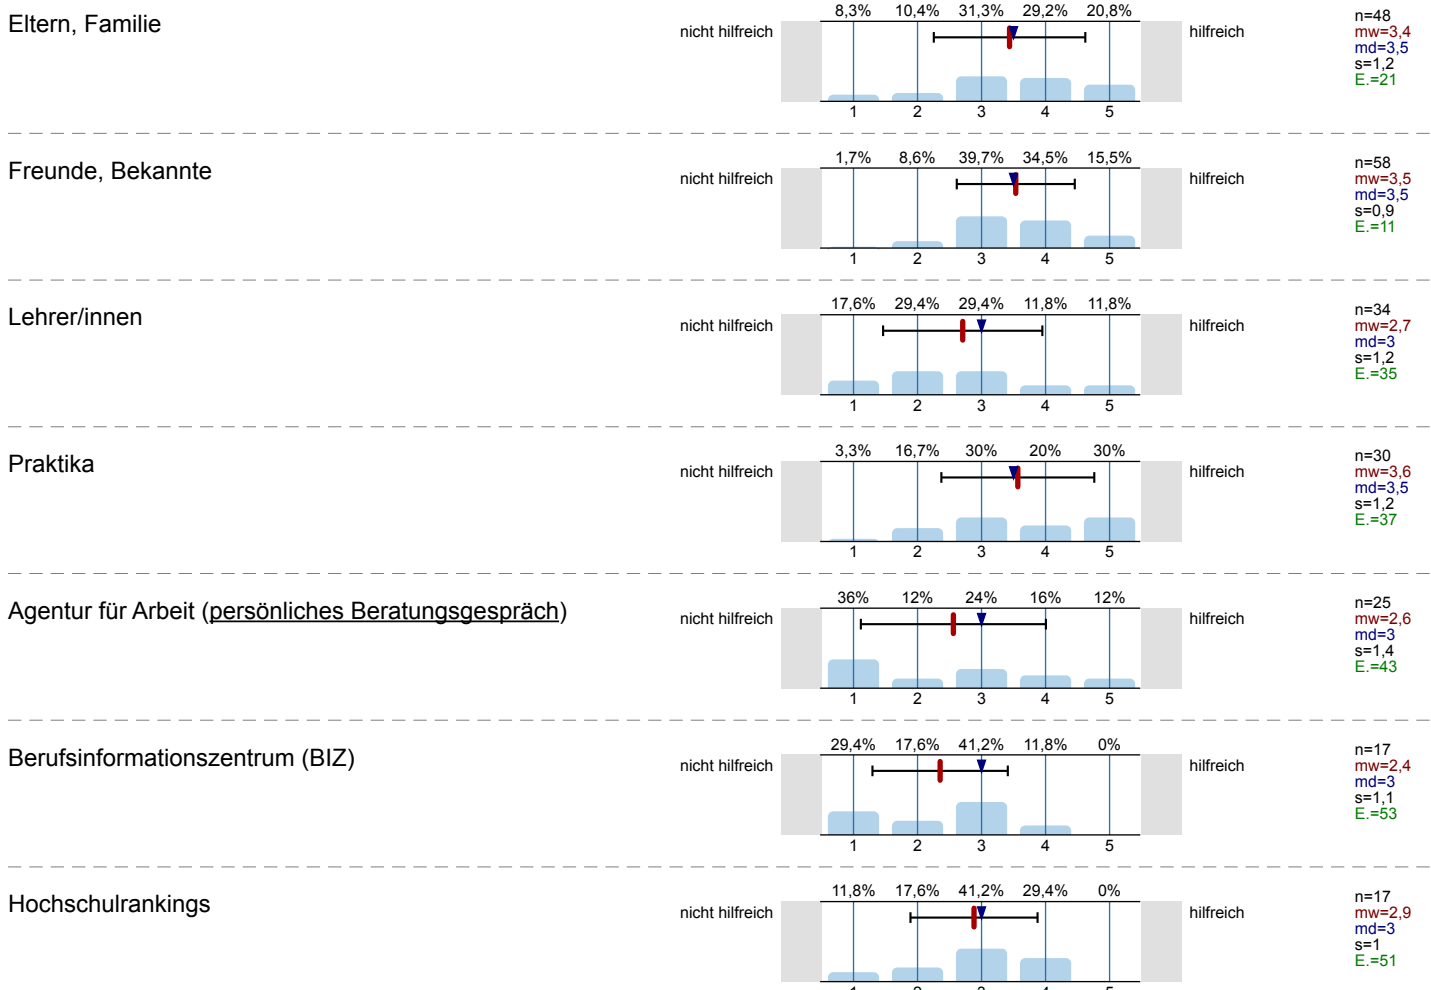 Eltern, Familie
nicht hilfreich
8,3% 10,4% 31,3% 29,2% 20,8%
1 2 3 4 5
hilfreich
n=48
mw=3,4
md=3,5
s=1,2
E.=21
Freunde, Bekannte
nicht hilfreich
1,7% 8,6% 39,7% 34,5% 15,5%
1 2 3 4 5
hilfreich
n=58
mw=3,5
md=3,5
s=0,9
E.=11
Lehrer/innen
nicht hilfreich
17,6% 29,4% 29,4% 11,8% 11,8%
1 2 3 4 5
hilfreich
n=34
mw=2,7
md=3
s=1,2
E.=35
Praktika
nicht hilfreich
3,3% 16,7% 30% 20% 30%
1 2 3 4 5
hilfreich
n=30
mw=3,6
md=3,5
s=1,2
E.=37
Agentur für Arbeit (persönliches Beratungsgespräch)
nicht hilfreich
36% 12% 24% 16% 12%
1 2 3 4 5
hilfreich
n=25
mw=2,6
md=3
s=1,4
E.=43
Berufsinformationszentrum (BIZ)
nicht hilfreich
29,4% 17,6% 41,2% 11,8% 0%
1 2 3 4 5
hilfreich
n=17
mw=2,4
md=3
s=1,1
E.=53
Hochschulrankings
nicht hilfreich
11,8% 17,6% 41,2% 29,4% 0%
1 2 3 4 5
hilfreich
n=17
mw=2,9
md=3
s=1
E.=51